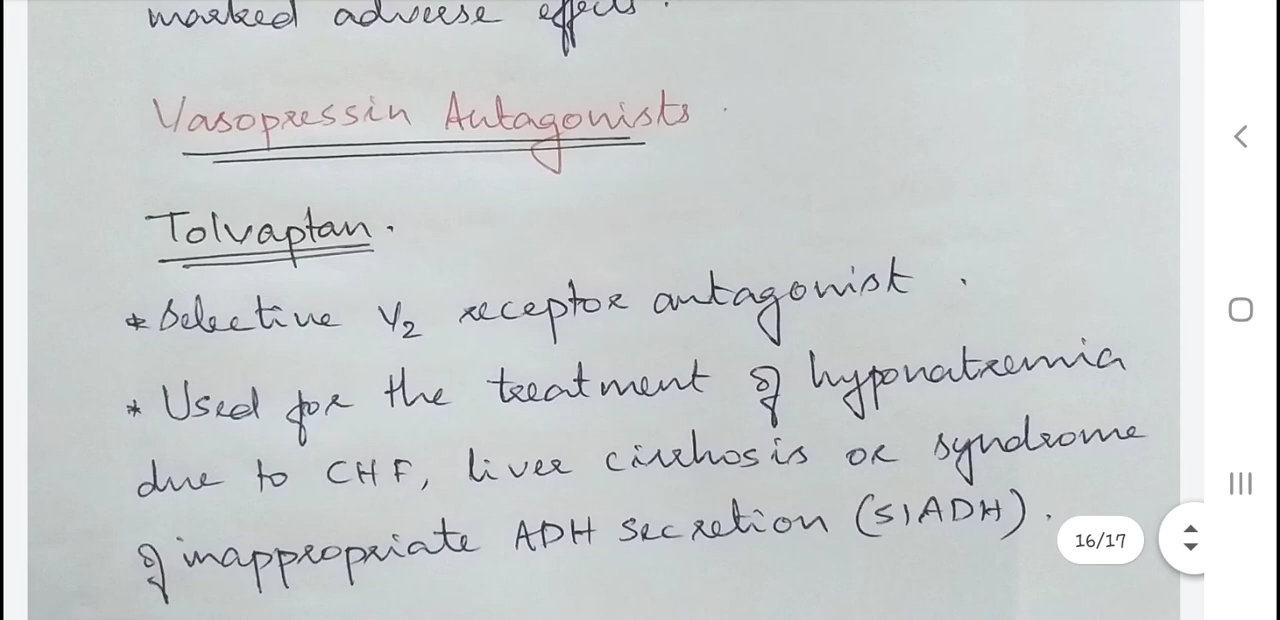 marked adverse effects.
Vasopressin Antagonists.
Tolvaptan.
* Selective V2 receptor antagonist.
* Used for the treatment of hyponatremia
due to CHF, liver cirrhosis or syndrome
of inappropriate ADH secretion (SIADH).
16/17